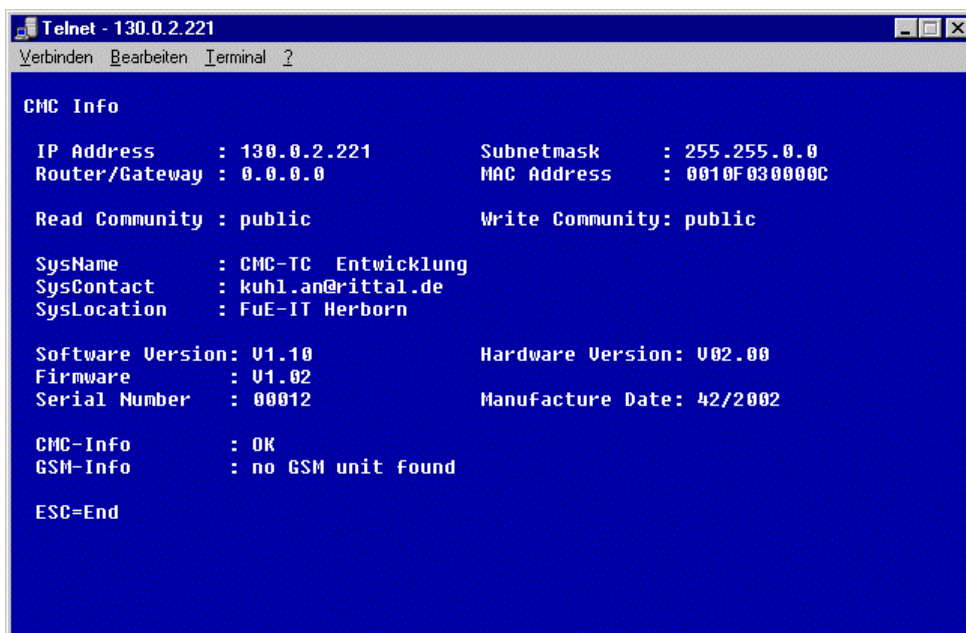 Telnet - 130.0.2.221
Verbinden Bearbeiten Terminal ?
CMC Info
IP Address : 130.0.2.221 Subnetmask : 255.255.0.0
Router/Gateway : 0.0.0.0 MAC Address : 0010F030000C
Read Community : public Write Community: public
SysName : CMC-TC Entwicklung
SysContact : kuhl.an@rittal.de
SysLocation : FuE-IT Herborn
Software Version: V1.10 Hardware Version: V02.00
Firmware : V1.02
Serial Number : 00012 Manufacture Date: 42/2002
CMC-Info : OK
GSM-Info : no GSM unit found
ESC=End